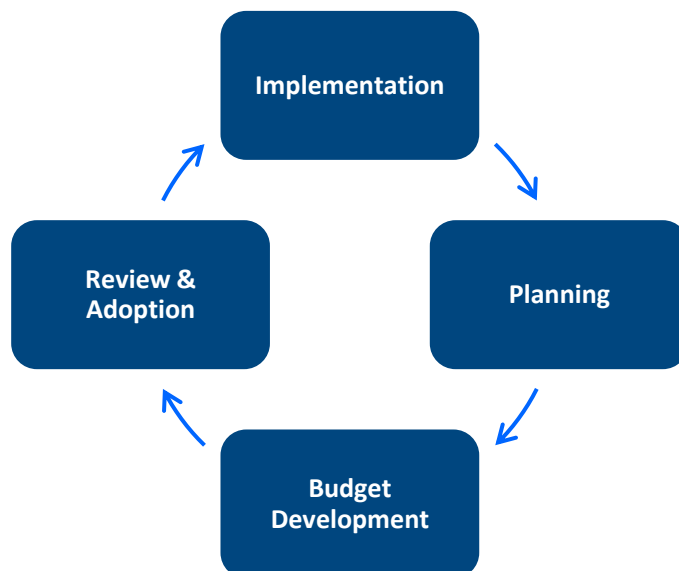 Implementation
Review &
Adoption
Planning
Budget
Development